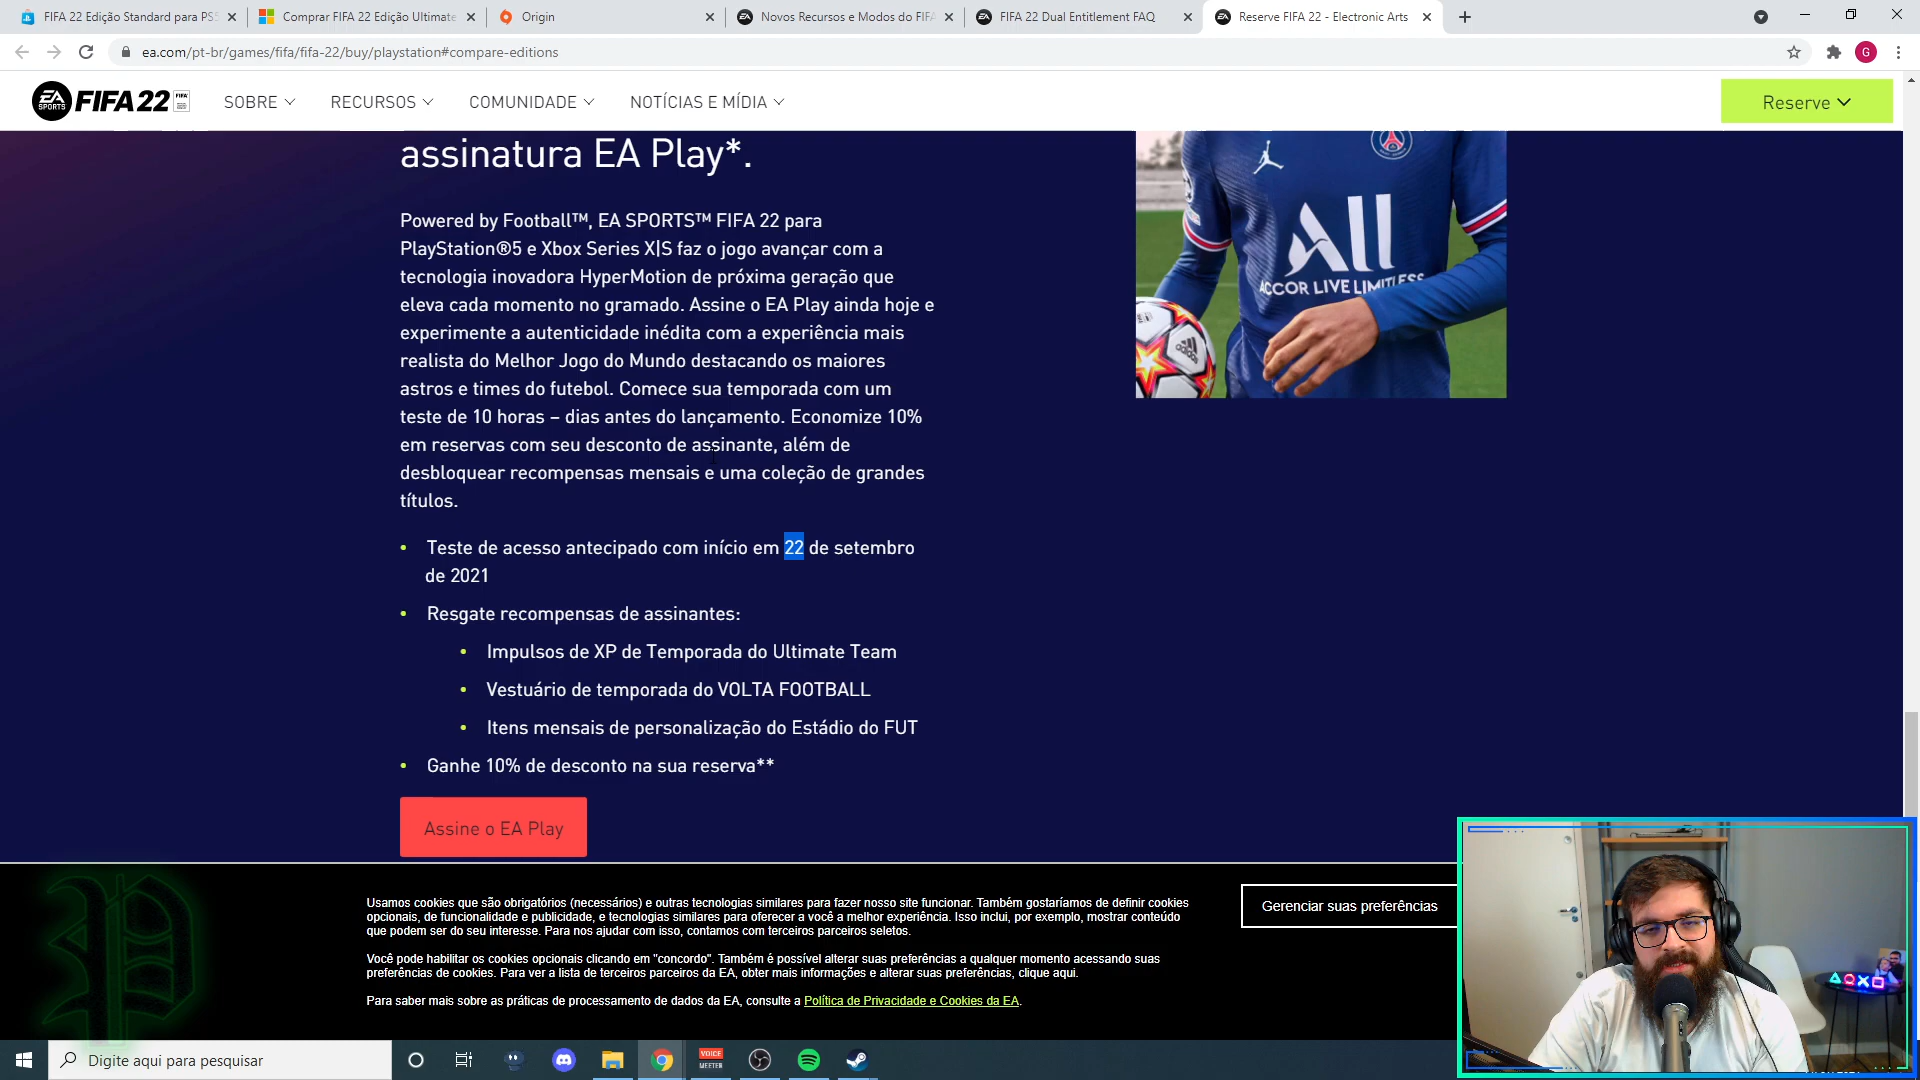 FIFA 22 Edição Standard para PS5
Comprar FIFA 22 Edição Ultimate
Origin
Novos Recursos e Modos do FIFA
FIFA 22 Dual Entitlement FAQ
Reserve FIFA 22 - Electronic Arts
ea.com/pt-br/games/fifa/fifa-22/buy/playstation#compare-editions
G
EA SPORTS FIFA 22
SOBRE
RECURSOS
COMUNIDADE
NOTÍCIAS E MÍDIA
Reserve
assinatura EA Play*.
Powered by Football™, EA SPORTS™ FIFA 22 para
PlayStation®5 e Xbox Series X|S faz o jogo avançar com a
tecnologia inovadora HyperMotion de próxima geração que
eleva cada momento no gramado. Assine o EA Play ainda hoje e
experimente a autenticidade inédita com a experiência mais
realista do Melhor Jogo do Mundo destacando os maiores
astros e times do futebol. Comece sua temporada com um
teste de 10 horas – dias antes do lançamento. Economize 10%
em reservas com seu desconto de assinante, além de
desbloquear recompensas mensais e uma coleção de grandes
títulos.
• Teste de acesso antecipado com início em 22 de setembro
de 2021
• Resgate recompensas de assinantes:
• Impulsos de XP de Temporada do Ultimate Team
• Vestuário de temporada do VOLTA FOOTBALL
• Itens mensais de personalização do Estádio do FUT
• Ganhe 10% de desconto na sua reserva**
Assine o EA Play
ALL
ACCOR LIVE LIMITLESS
adidas
Usamos cookies que são obrigatórios (necessários) e outras tecnologias similares para fazer nosso site funcionar. Também gostaríamos de definir cookies
opcionais, de funcionalidade e publicidade, e tecnologias similares para oferecer a você a melhor experiência. Isso inclui, por exemplo, mostrar conteúdo
que podem ser do seu interesse. Para nos ajudar com isso, contamos com terceiros parceiros seletos.
Você pode habilitar os cookies opcionais clicando em "concordo". Também é possível alterar suas preferências a qualquer momento acessando suas
preferências de cookies. Para ver a lista de terceiros parceiros da EA, obter mais informações e alterar suas preferências, clique aqui.
Para saber mais sobre as práticas de processamento de dados da EA, consulte a Política de Privacidade e Cookies da EA.
Gerenciar suas preferências
P
Digite aqui para pesquisar
VOICE
MEETER